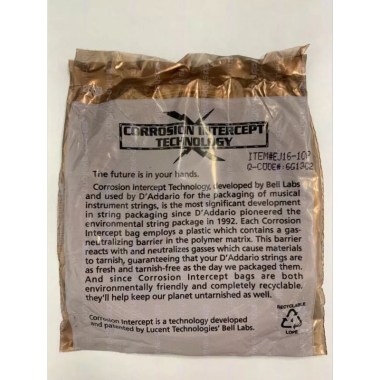 CORROSION INTERCEPT
TECHNOLOGY
ITEM#EJ16-10P
Q-CODE#
The future is in your hands.
Corrosion Intercept Technology, developed by Bell Labs
and used by D'Addario for the packaging of musical
instrument strings, is the most significant development
in string packaging since D'Addario pioneered the
environmental string package in 1992. Each Corrosion
Intercept bag employs a plastic which contains a gas-
neutralizing barrier in the polymer matrix. This barrier
reacts with and neutralizes gasses which cause materials
to tarnish, guaranteeing that your D'Addario strings are
as fresh and tarnish-free as the day we packaged them.
And since Corrosion Intercept bags are both
environmentally friendly and completely recyclable,
they'll help keep our planet untarnished as well.
Corrosion Intercept is a technology developed
and patented by Lucent Technologies' Bell Labs.
RECYCLABLE
4
LDPE